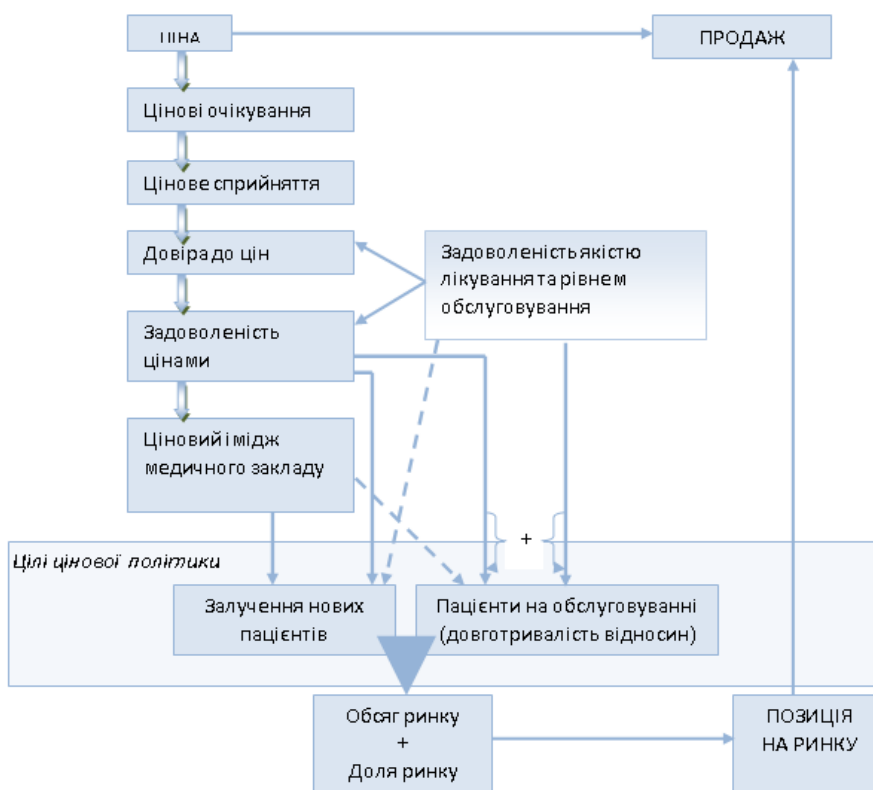 ЦІНА
ПРОДАЖ
Цінові очікування
Цінове сприйняття
Довіра до цін
Задоволеність якістю
лікування та рівнем
обслуговування
Задоволеність
цінами
Ціновий імідж
медичного закладу
+
Цілі цінової політики
Залучення нових
пацієнтів
Пацієнти на обслуговуванні
(довготривалість відносин)
Обсяг ринку
+
Доля ринку
ПОЗИЦІЯ
НА РИНКУ